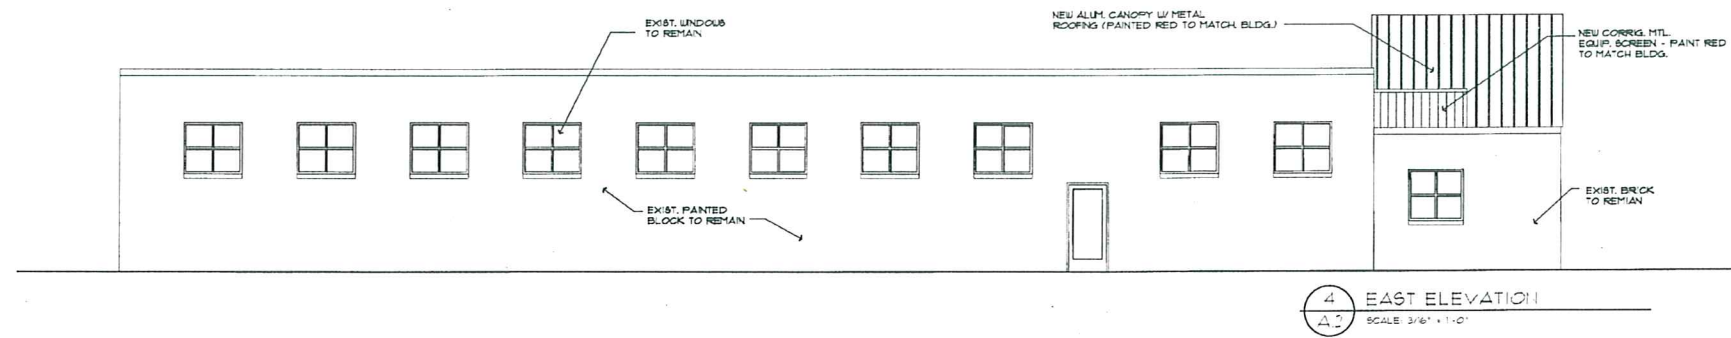 EXIST. WINDOWS
TO REMAIN
NEW ALUM. CANOPY W/ METAL
ROOFING (PAINTED RED TO MATCH BLDG.)
NEW CORRIG. MTL.
EQUIP. SCREEN - PAINT RED
TO MATCH BLDG.
EXIST. PAINTED
BLOCK TO REMAIN
EXIST. BRICK
TO REMIAN
4
A.2
EAST ELEVATION
SCALE: 3/16" = 1'-0"